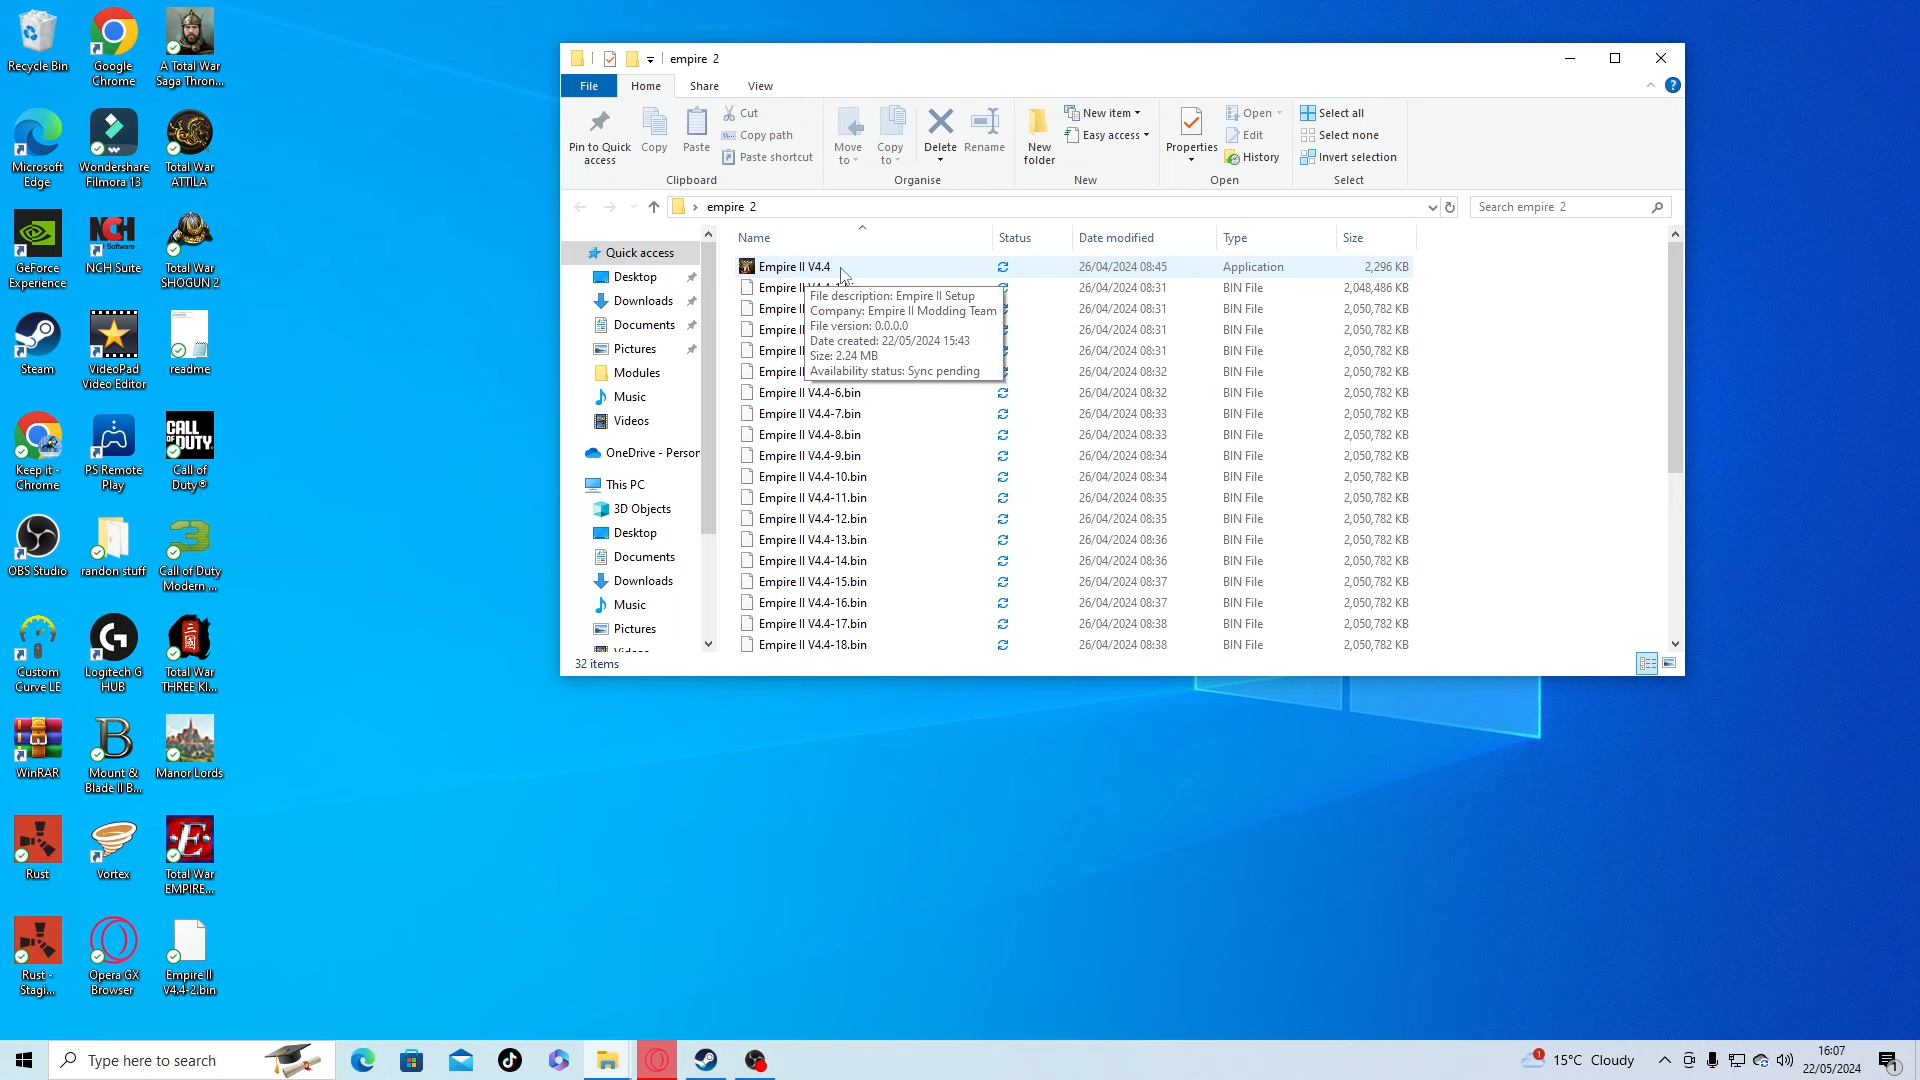 Recycle Bin
Google
Chrome
A Total War
Saga Thron...
Microsoft
Edge
Wondershare
Filmora 13
Total War
ATTILA
GeForce
Experience
NCH
Software
NCH Suite
Total War
SHOGUN 2
Steam
VideoPad
Video Editor
readme
Keep it -
Chrome
PS Remote
Play
CALL
OF DUTY
Call of
Duty®
OBS Studio
randon stuff
3
Call of Duty
Modern ...
Custom
Curve LE
Logitech G
HUB
Total War
THREE KI...
WinRAR
Mount &
Blade II B...
Manor Lords
Rust
Vortex
Total War
EMPIRE...
Rust -
Stagi...
Opera GX
Browser
Empire II
V4.4-2.bin
empire 2
File
Home
Share
View
Pin to Quick
access
Copy
Paste
Cut
Copy path
Paste shortcut
Clipboard
Move
to
Copy
to
Delete
Rename
Organise
New
folder
New item
Easy access
New
Properties
Open
Edit
History
Open
Select all
Select none
Invert selection
Select
empire 2
Search empire 2
Quick access
Desktop
Downloads
Documents
Pictures
Modules
Music
Videos
OneDrive - Person
This PC
3D Objects
Desktop
Documents
Downloads
Music
Pictures
Name Status Date modified Type Size
Empire II V4.4 26/04/2024 08:45 Application 2,296 KB
Empire II V4.4-1 26/04/2024 08:31 BIN File 2,048,486 KB
Empire II 26/04/2024 08:31 BIN File 2,050,782 KB
Empire II 26/04/2024 08:31 BIN File 2,050,782 KB
Empire II 26/04/2024 08:31 BIN File 2,050,782 KB
Empire II 26/04/2024 08:32 BIN File 2,050,782 KB
Empire II V4.4-6.bin 26/04/2024 08:32 BIN File 2,050,782 KB
Empire II V4.4-7.bin 26/04/2024 08:33 BIN File 2,050,782 KB
Empire II V4.4-8.bin 26/04/2024 08:33 BIN File 2,050,782 KB
Empire II V4.4-9.bin 26/04/2024 08:34 BIN File 2,050,782 KB
Empire II V4.4-10.bin 26/04/2024 08:34 BIN File 2,050,782 KB
Empire II V4.4-11.bin 26/04/2024 08:35 BIN File 2,050,782 KB
Empire II V4.4-12.bin 26/04/2024 08:35 BIN File 2,050,782 KB
Empire II V4.4-13.bin 26/04/2024 08:36 BIN File 2,050,782 KB
Empire II V4.4-14.bin 26/04/2024 08:36 BIN File 2,050,782 KB
Empire II V4.4-15.bin 26/04/2024 08:37 BIN File 2,050,782 KB
Empire II V4.4-16.bin 26/04/2024 08:37 BIN File 2,050,782 KB
Empire II V4.4-17.bin 26/04/2024 08:38 BIN File 2,050,782 KB
Empire II V4.4-18.bin 26/04/2024 08:38 BIN File 2,050,782 KB
File description: Empire II Setup
Company: Empire II Modding Team
File version: 0.0.0.0
Date created: 22/05/2024 15:43
Size: 2.24 MB
Availability status: Sync pending
32 items
Type here to search
1
15°C Cloudy
16:07
22/05/2024
1